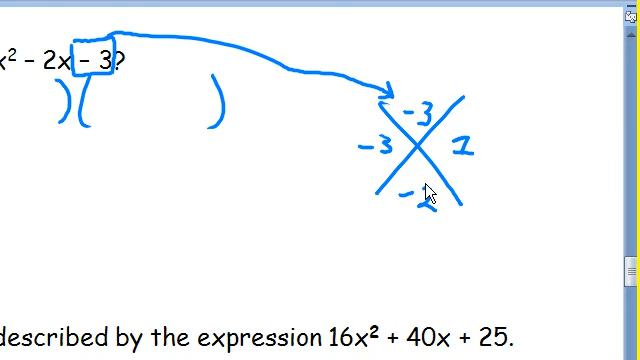 x² – 2x – 3?
) ( )
-3
-3 1
-2
described by the expression 16x² + 40x + 25.